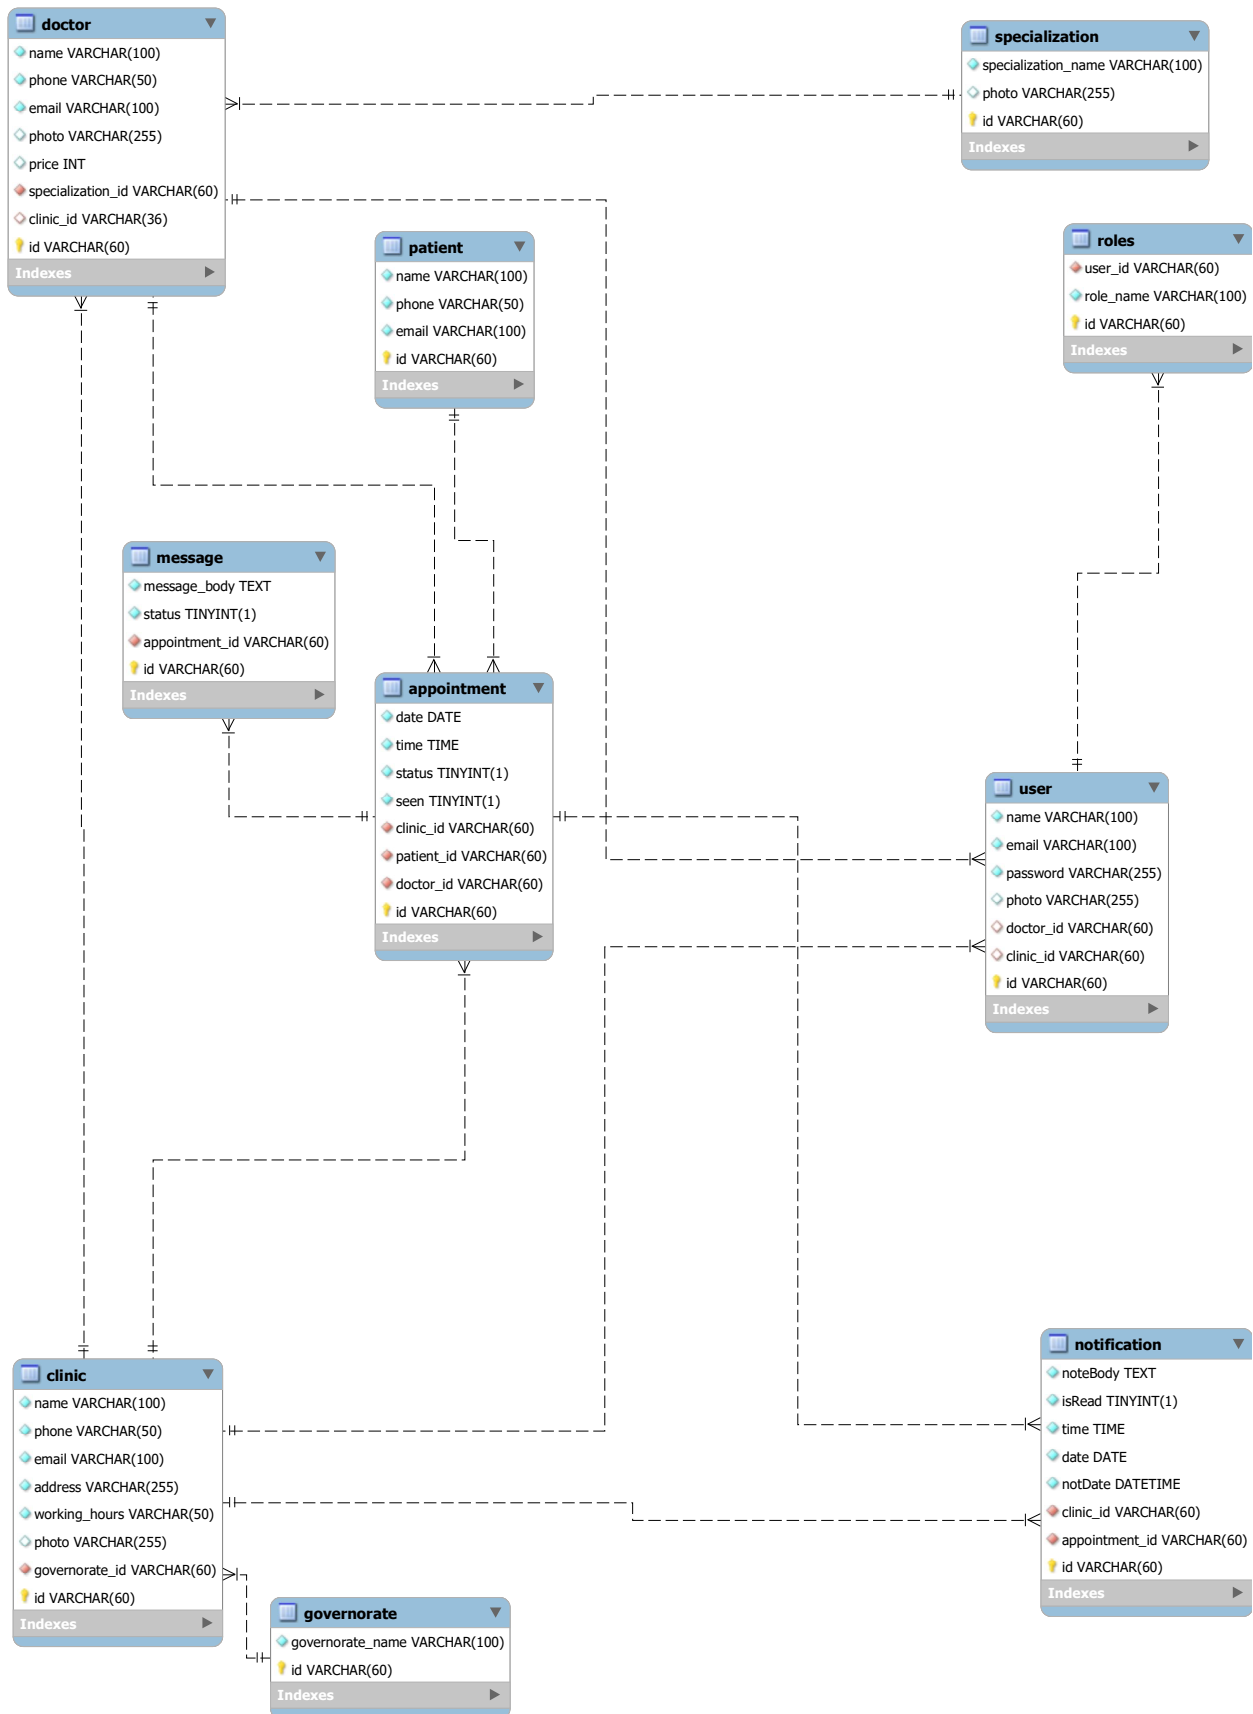 doctor
name VARCHAR(100)
phone VARCHAR(50)
email VARCHAR(100)
photo VARCHAR(255)
price INT
specialization_id VARCHAR(60)
clinic_id VARCHAR(36)
id VARCHAR(60)
Indexes
specialization
specialization_name VARCHAR(100)
photo VARCHAR(255)
id VARCHAR(60)
Indexes
patient
name VARCHAR(100)
phone VARCHAR(50)
email VARCHAR(100)
id VARCHAR(60)
Indexes
roles
user_id VARCHAR(60)
role_name VARCHAR(100)
id VARCHAR(60)
Indexes
message
message_body TEXT
status TINYINT(1)
appointment_id VARCHAR(60)
id VARCHAR(60)
Indexes
appointment
date DATE
time TIME
status TINYINT(1)
seen TINYINT(1)
clinic_id VARCHAR(60)
patient_id VARCHAR(60)
doctor_id VARCHAR(60)
id VARCHAR(60)
Indexes
user
name VARCHAR(100)
email VARCHAR(100)
password VARCHAR(255)
photo VARCHAR(255)
doctor_id VARCHAR(60)
clinic_id VARCHAR(60)
id VARCHAR(60)
Indexes
clinic
name VARCHAR(100)
phone VARCHAR(50)
email VARCHAR(100)
address VARCHAR(255)
working_hours VARCHAR(50)
photo VARCHAR(255)
governorate_id VARCHAR(60)
id VARCHAR(60)
Indexes
notification
noteBody TEXT
isRead TINYINT(1)
time TIME
date DATE
notDate DATETIME
clinic_id VARCHAR(60)
appointment_id VARCHAR(60)
id VARCHAR(60)
Indexes
governorate
governorate_name VARCHAR(100)
id VARCHAR(60)
Indexes